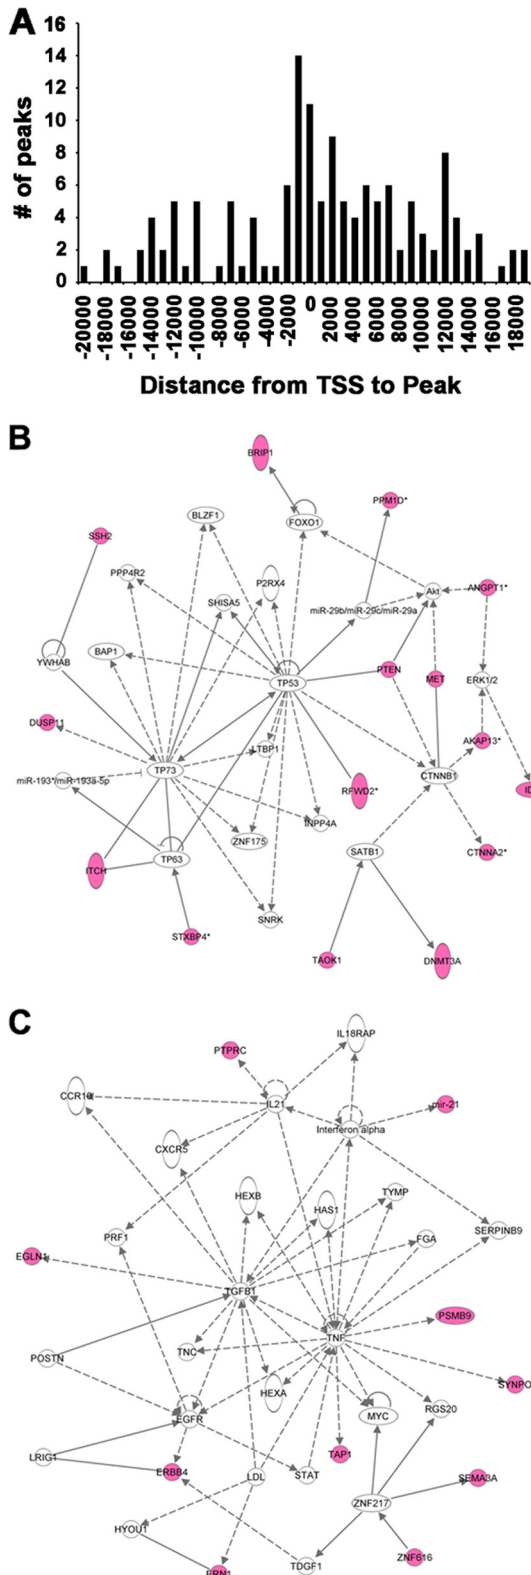 A
16
14
12
10
8
6
4
2
0
# of peaks
-20000
-18000
-16000
-14000
-12000
-10000
-8000
-6000
-4000
-2000
0
2000
4000
6000
8000
10000
12000
14000
16000
18000
Distance from TSS to Peak
B
BRIP1
PPM1D*
BLZF1
FOXO1
SSH2
PPP4R2
P2RX4
Akt
ANGPT1*
SHISA5
miR-29b/miR-29c/miR-29a
BAP1
YWHAB
PTEN
MET
ERK1/2
TP53
DUSP11
AKAP13*
LTBP1
TP73
CTNNB1
miR-193*/miR-193a-5p
RFWD2*
INPP4A
ZNF175
SATB1
CTNNA2*
TP63
ITCH
SNRK
STXBP4*
TAOK1
DNMT3A
C
IL18RAP
PTPRC
CCR10
IL21
mir-21
Interferon alpha
CXCR5
HEXB
HAS1
TYMP
PRF1
FGA
SERPINB9
EGLN1
TGFB1
PSMB9
TNF
POSTN
TNC
SYNPO
HEXA
RGS20
EGFR
MYC
TAP1
LRIG1
ERBB4
LDL
STAT
SEMA3A
ZNF217
HYOU1
ZNF616
TDGF1
ERN1